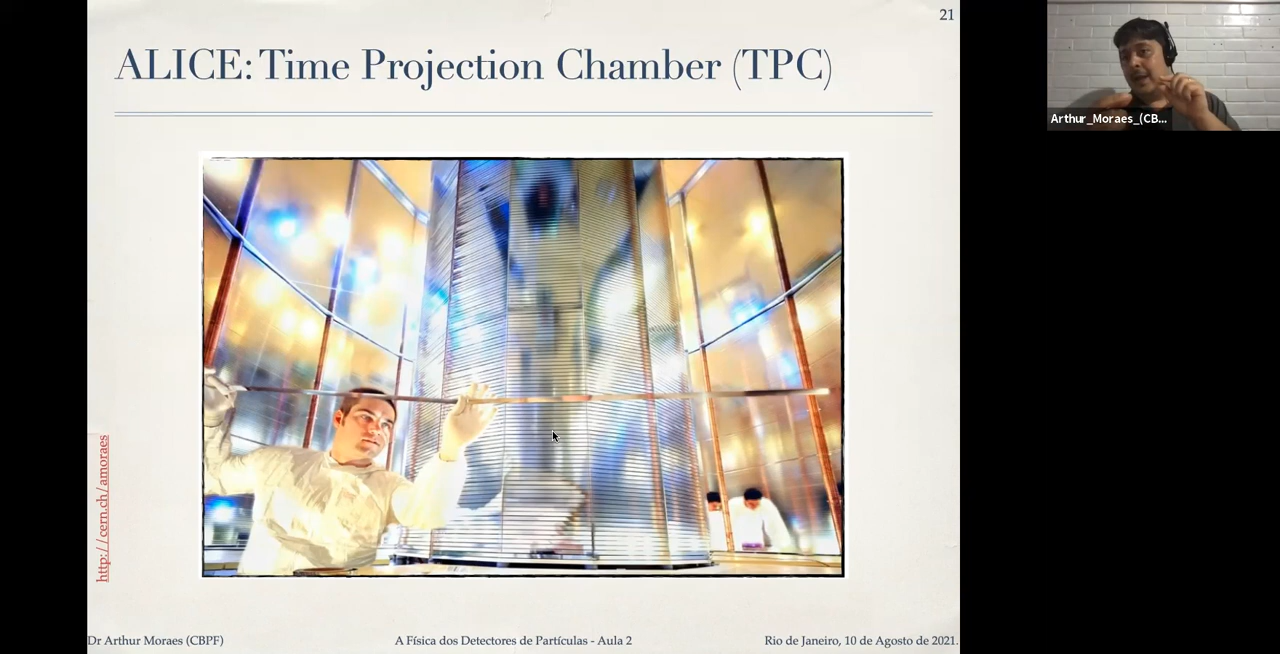 21
ALICE: Time Projection Chamber (TPC)
Arthur_Moraes_(CB...
http://cern.ch/amoraes
Dr Arthur Moraes (CBPF)
A Física dos Detectores de Partículas - Aula 2
Rio de Janeiro, 10 de Agosto de 2021.